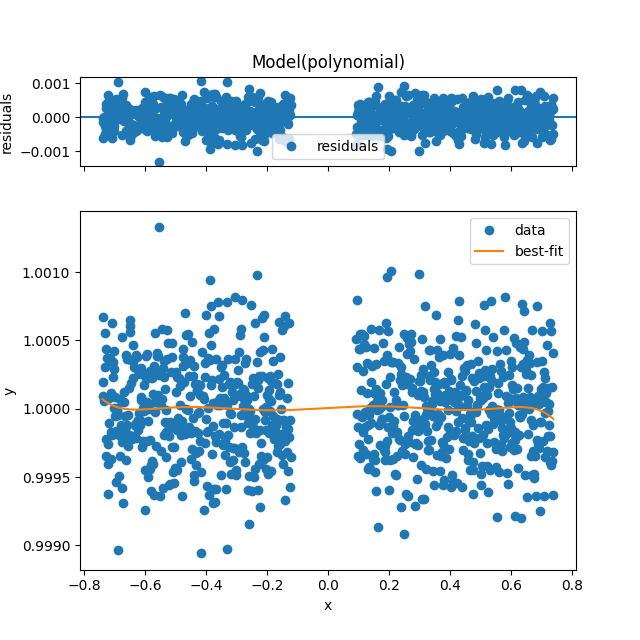 Model(polynomial)
residuals
0.001
0.000
−0.001
residuals
y
1.0010
1.0005
1.0000
0.9995
0.9990
data
best-fit
−0.8 −0.6 −0.4 −0.2 0.0 0.2 0.4 0.6 0.8
x